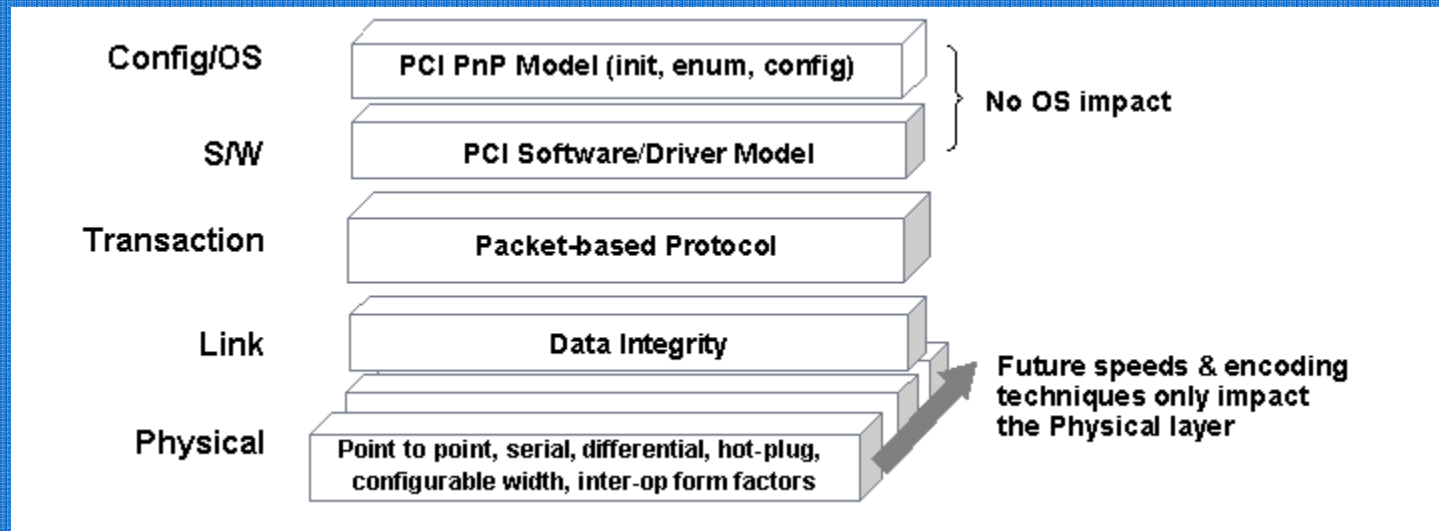 Config/OS
PCI PnP Model (init, enum, config)
No OS impact
S/W
PCI Software/Driver Model
Transaction
Packet-based Protocol
Link
Data Integrity
Future speeds & encoding
techniques only impact
the Physical layer
Physical
Point to point, serial, differential, hot-plug,
configurable width, inter-op form factors